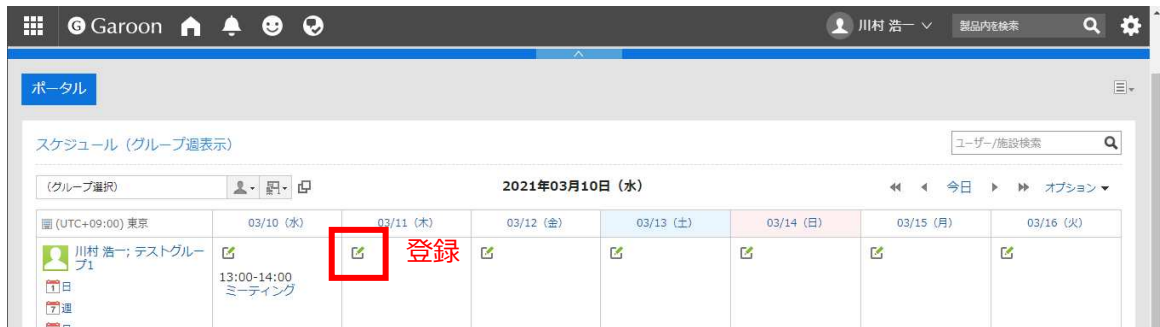 Garoon 川村 浩一 製品内を検索
ポータル
スケジュール（グループ週表示） ユーザー/施設検索
(グループ選択) 2021年03月10日（水） 今日 オプション
(UTC+09:00) 東京 03/10（水） 03/11（木） 03/12（金） 03/13（土） 03/14（日） 03/15（月） 03/16（火）
川村 浩一; テストグルー
プ1
登録
1日
13:00-14:00
ミーティング
7週